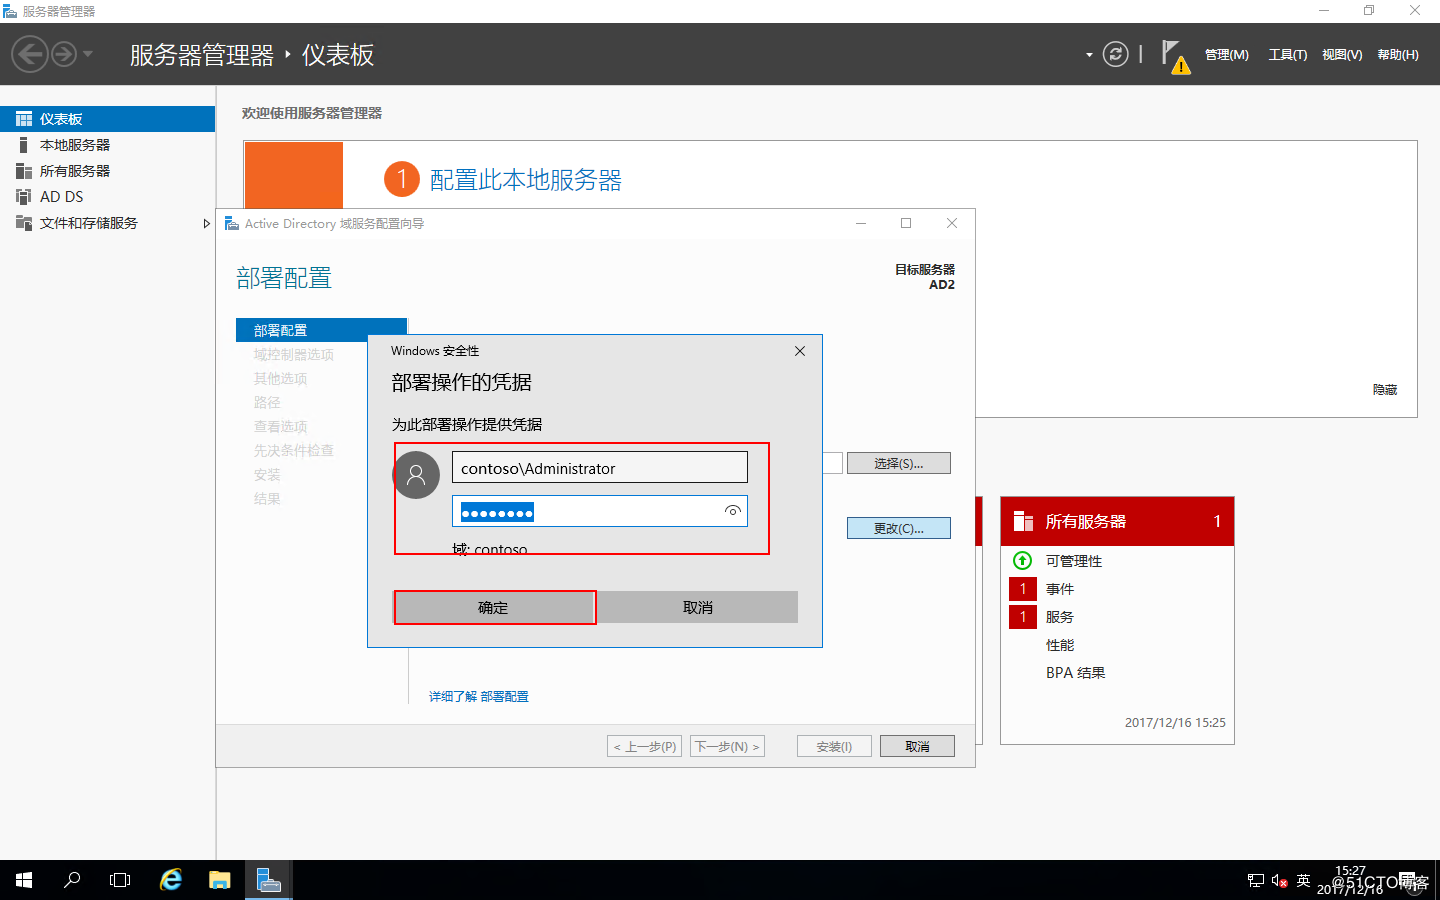 服务器管理器
服务器管理器 · 仪表板
管理(M) 工具(T) 视图(V) 帮助(H)
仪表板
本地服务器
所有服务器
AD DS
文件和存储服务
欢迎使用服务器管理器
1 配置此本地服务器
隐藏
Active Directory 域服务配置向导
部署配置
目标服务器
AD2
部署配置
域控制器选项
其他选项
路径
查看选项
先决条件检查
安装
结果
选择(S)...
更改(C)...
详细了解 部署配置
< 上一步(P) 下一步(N) > 安装(I) 取消
Windows 安全性
部署操作的凭据
为此部署操作提供凭据
contoso\Administrator
●●●●●●●●
域: contoso
确定 取消
所有服务器 1
可管理性
1 事件
1 服务
性能
BPA 结果
2017/12/16 15:25
英
15:27
2017/12/16
@51CTO博客